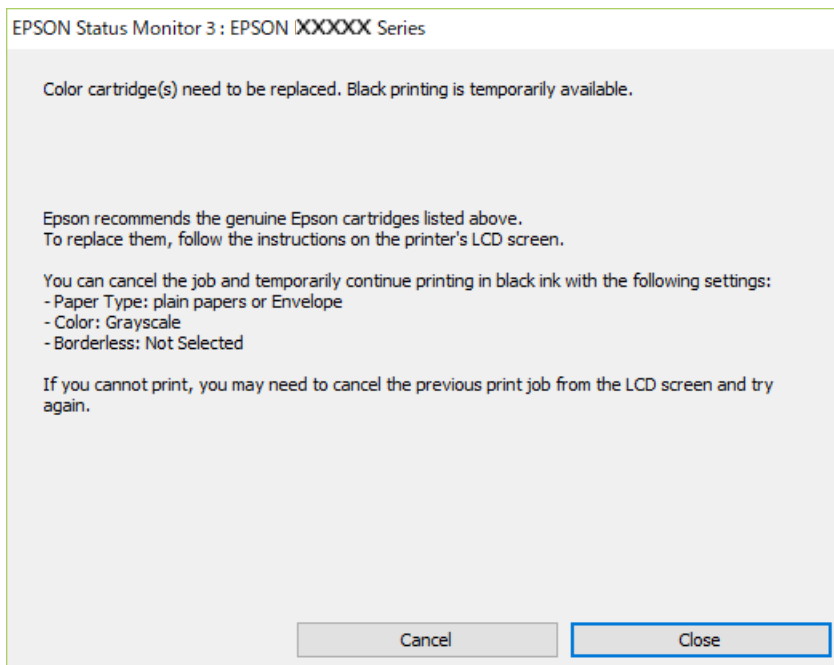 EPSON Status Monitor 3 : EPSON XXXXX Series
Color cartridge(s) need to be replaced. Black printing is temporarily available.
Epson recommends the genuine Epson cartridges listed above.
To replace them, follow the instructions on the printer's LCD screen.
You can cancel the job and temporarily continue printing in black ink with the following settings:
- Paper Type: plain papers or Envelope
- Color: Grayscale
- Borderless: Not Selected
If you cannot print, you may need to cancel the previous print job from the LCD screen and try
again.
Cancel
Close